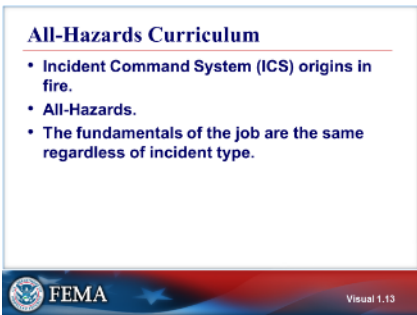 All-Hazards Curriculum
• Incident Command System (ICS) origins in
fire.
• All-Hazards.
• The fundamentals of the job are the same
regardless of incident type.
FEMA
Visual 1.13